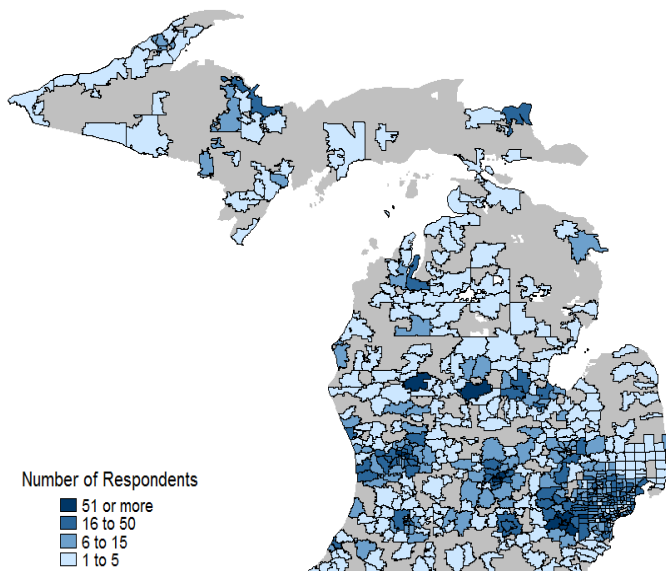 Number of Respondents
51 or more
16 to 50
6 to 15
1 to 5